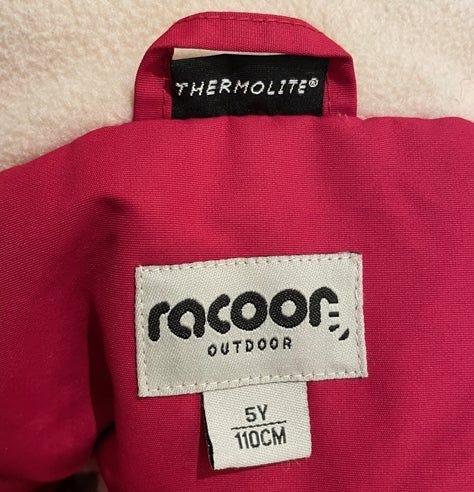 THERMOLITE®
racoon
OUTDOOR
5Y
110CM